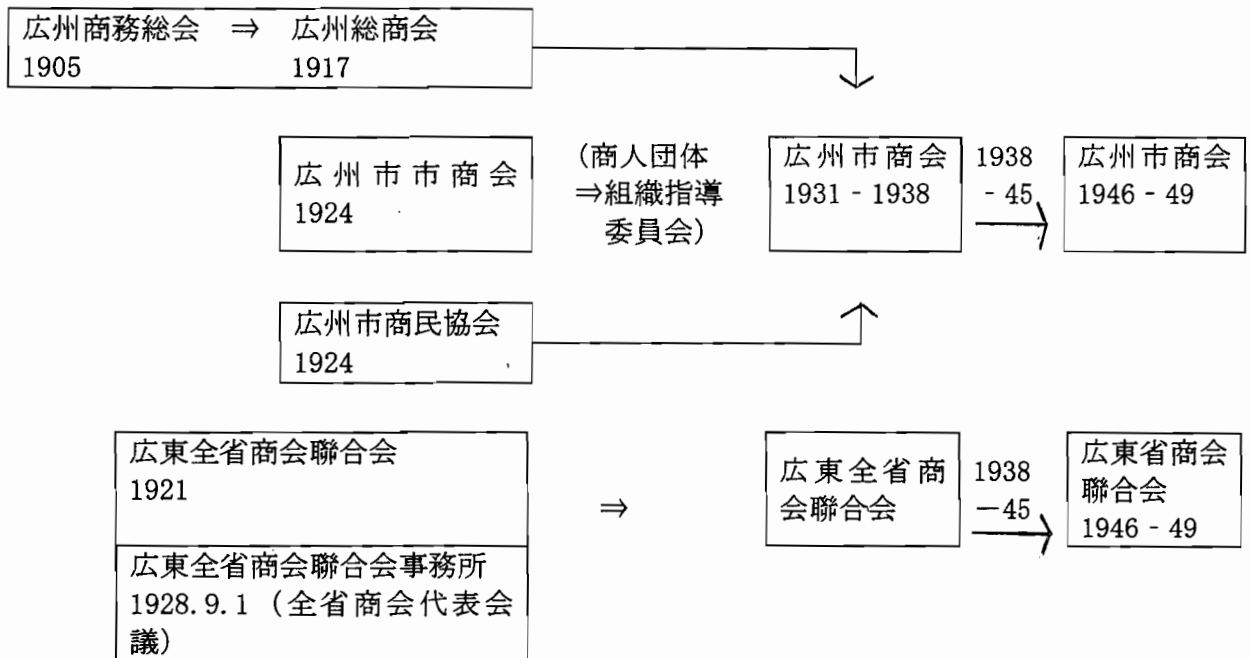 広州商務総会 ⇒ 広州総商会
1905 1917
広州市市商会
1924
(商人団体
⇒組織指導
委員会)
広州市商会
1931‐1938
1938
‐45
広州市商会
1946‐49
広州市商民協会
1924
広東全省商会聯合会
1921
広東全省商会聯合会事務所
1928.9.1（全省商会代表会
議）
⇒
広東全省商
会聯合会
1938
－45
広東省商会
聯合会
1946‐49